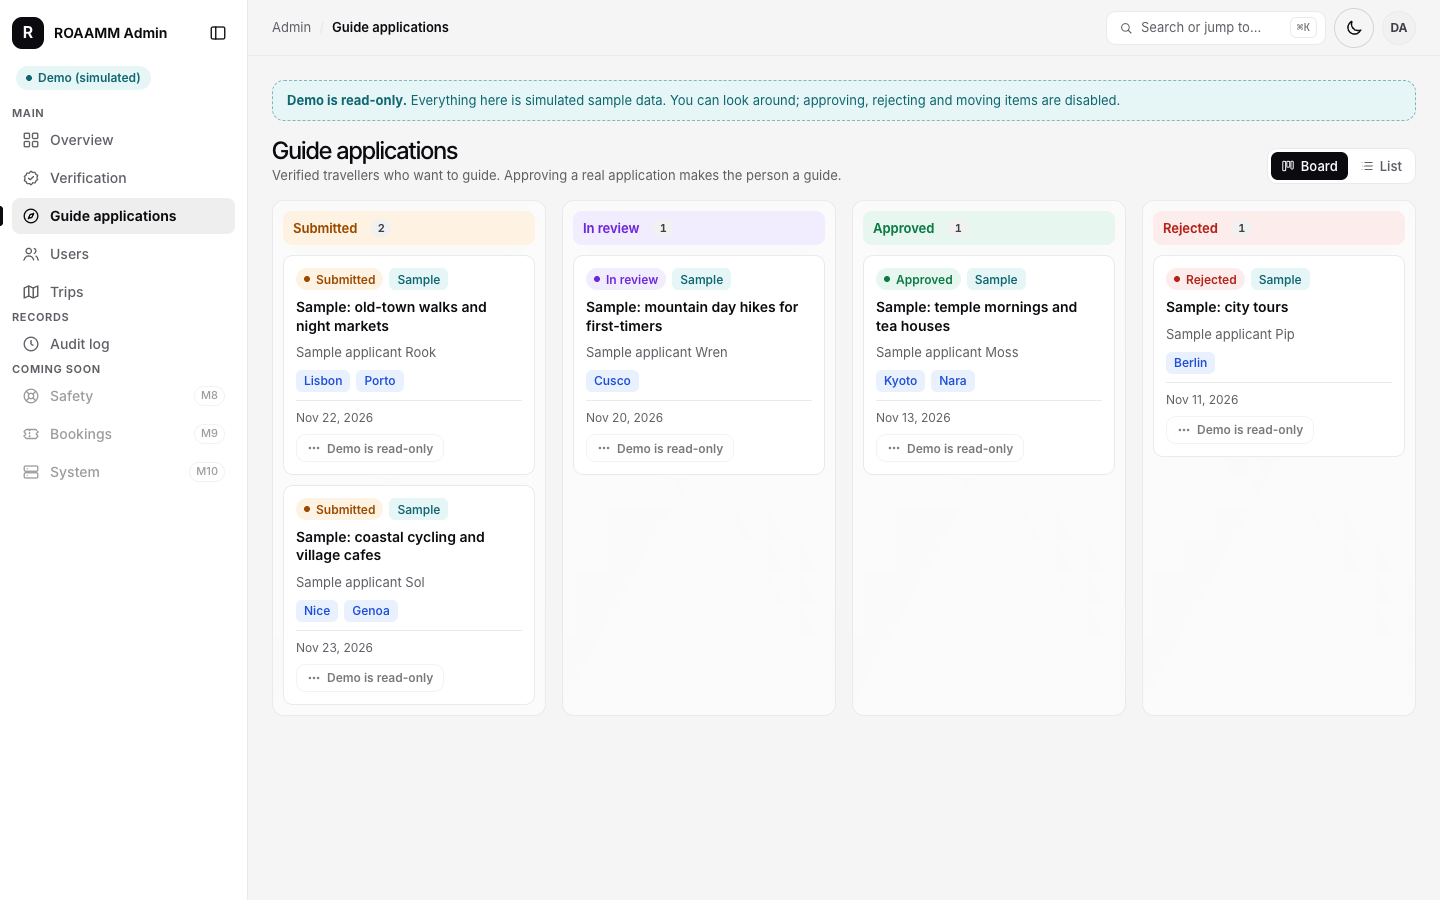 R ROAAMM Admin
Demo (simulated)
MAIN
Overview
Verification
Guide applications
Users
Trips
RECORDS
Audit log
COMING SOON
Safety M8
Bookings M9
System M10
Admin / Guide applications
Search or jump to... ⌘K
DA
Demo is read-only. Everything here is simulated sample data. You can look around; approving, rejecting and moving items are disabled.
Guide applications
Verified travellers who want to guide. Approving a real application makes the person a guide.
Board List
Submitted 2
Submitted Sample
Sample: old-town walks and
night markets
Sample applicant Rook
Lisbon Porto
Nov 22, 2026
Demo is read-only
Submitted Sample
Sample: coastal cycling and
village cafes
Sample applicant Sol
Nice Genoa
Nov 23, 2026
Demo is read-only
In review 1
In review Sample
Sample: mountain day hikes for
first-timers
Sample applicant Wren
Cusco
Nov 20, 2026
Demo is read-only
Approved 1
Approved Sample
Sample: temple mornings and
tea houses
Sample applicant Moss
Kyoto Nara
Nov 13, 2026
Demo is read-only
Rejected 1
Rejected Sample
Sample: city tours
Sample applicant Pip
Berlin
Nov 11, 2026
Demo is read-only